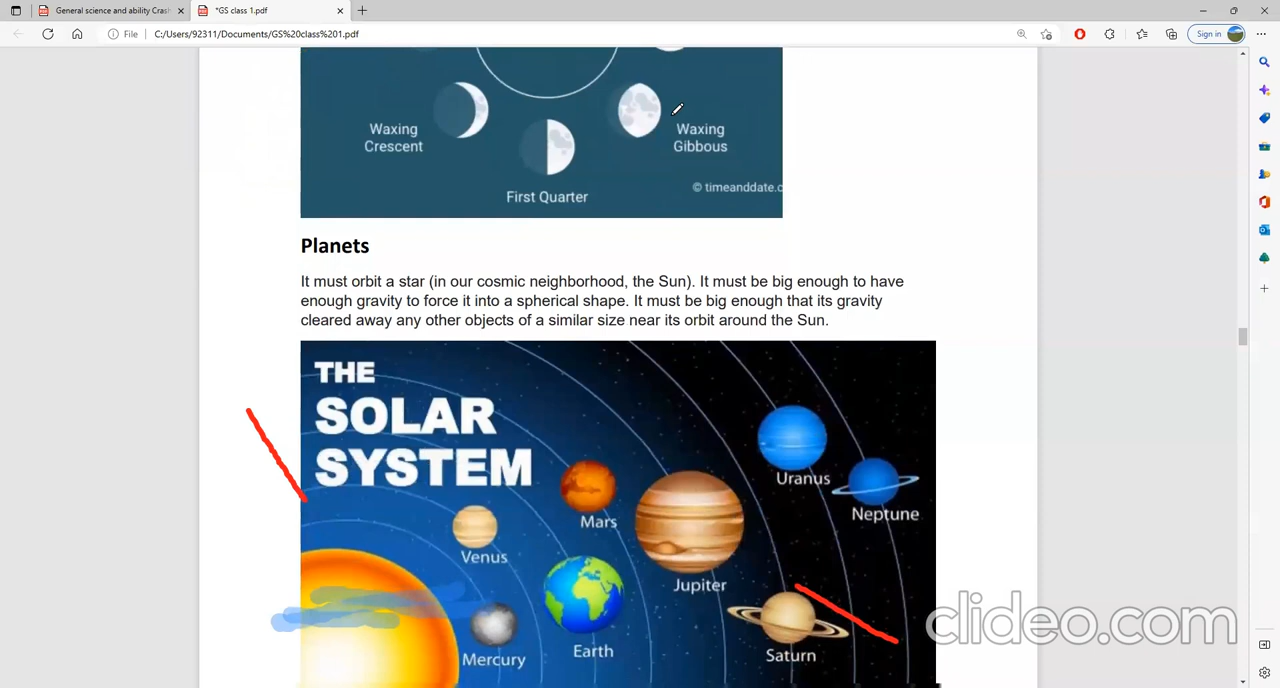 General science and ability Crash
*GS class 1.pdf
File
C:/Users/92311/Documents/GS%20class%201.pdf
Sign in
Waxing
Crescent
Waxing
Gibbous
First Quarter
© timeanddate.c
Planets
It must orbit a star (in our cosmic neighborhood, the Sun). It must be big enough to have
enough gravity to force it into a spherical shape. It must be big enough that its gravity
cleared away any other objects of a similar size near its orbit around the Sun.
THE
SOLAR
SYSTEM
Uranus
Mars
Neptune
Venus
Jupiter
Earth
Saturn
Mercury
clideo.com